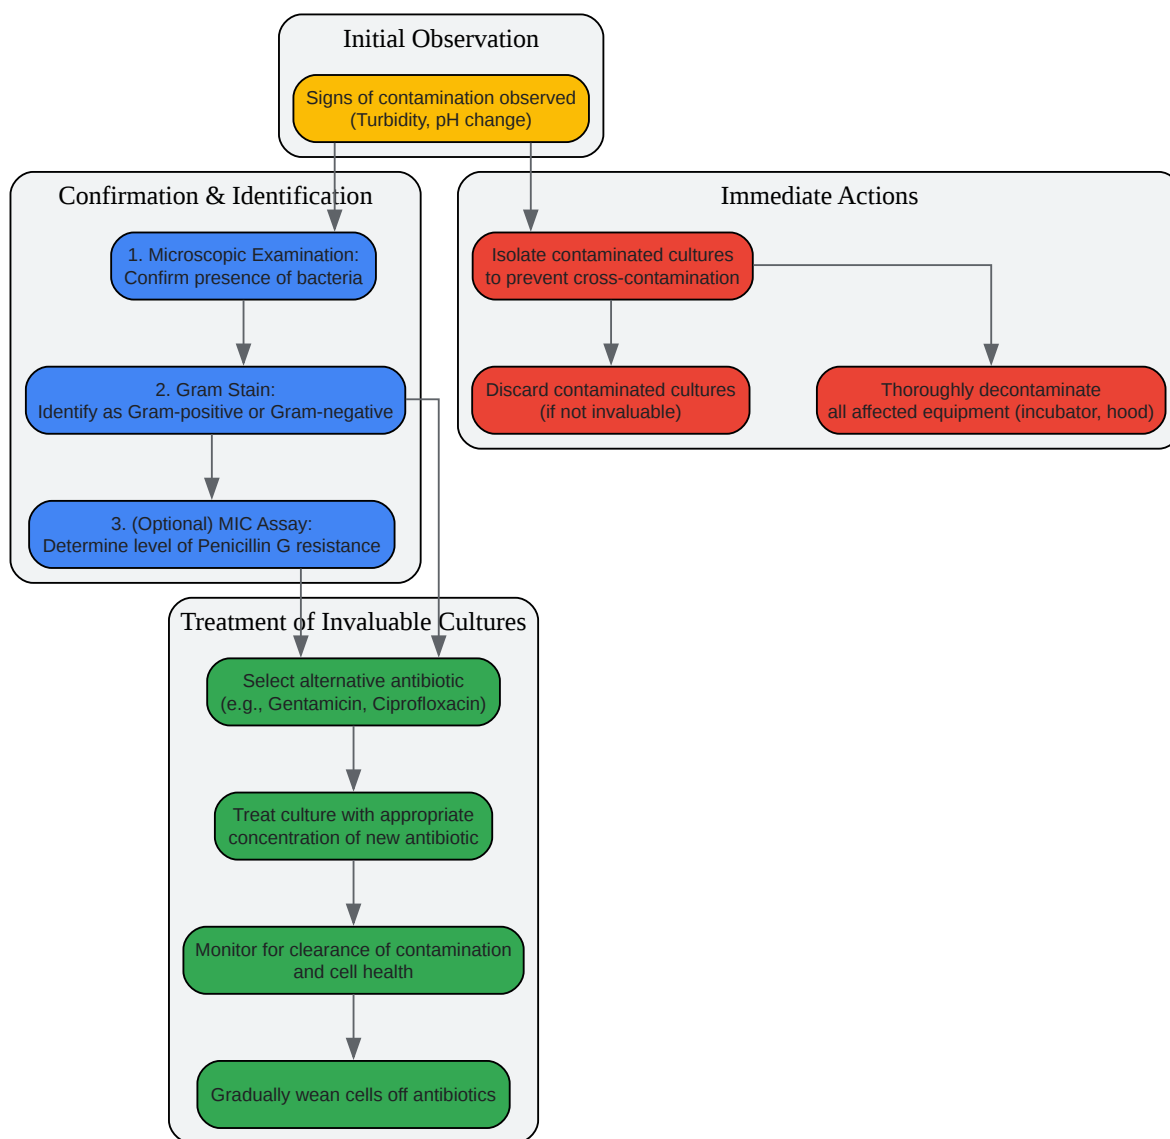 Initial Observation
Signs of contamination observed
(Turbidity, pH change)
Confirmation & Identification
1. Microscopic Examination:
Confirm presence of bacteria
2. Gram Stain:
Identify as Gram-positive or Gram-negative
3. (Optional) MIC Assay:
Determine level of Penicillin G resistance
Immediate Actions
Isolate contaminated cultures
to prevent cross-contamination
Discard contaminated cultures
(if not invaluable)
Thoroughly decontaminate
all affected equipment (incubator, hood)
Treatment of Invaluable Cultures
Select alternative antibiotic
(e.g., Gentamicin, Ciprofloxacin)
Treat culture with appropriate
concentration of new antibiotic
Monitor for clearance of contamination
and cell health
Gradually wean cells off antibiotics